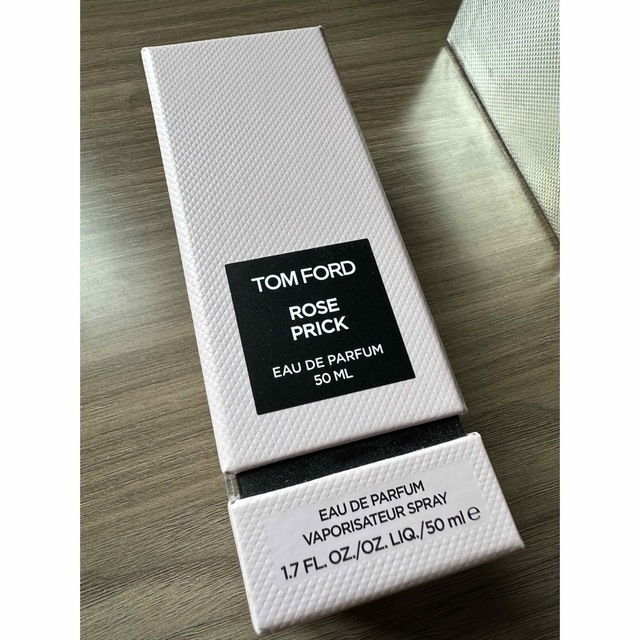 TOM FORD
ROSE
PRICK
EAU DE PARFUM
50 ML
EAU DE PARFUM
VAPORISATEUR SPRAY
1.7 FL. OZ./OZ. LIQ./50 ml ℮